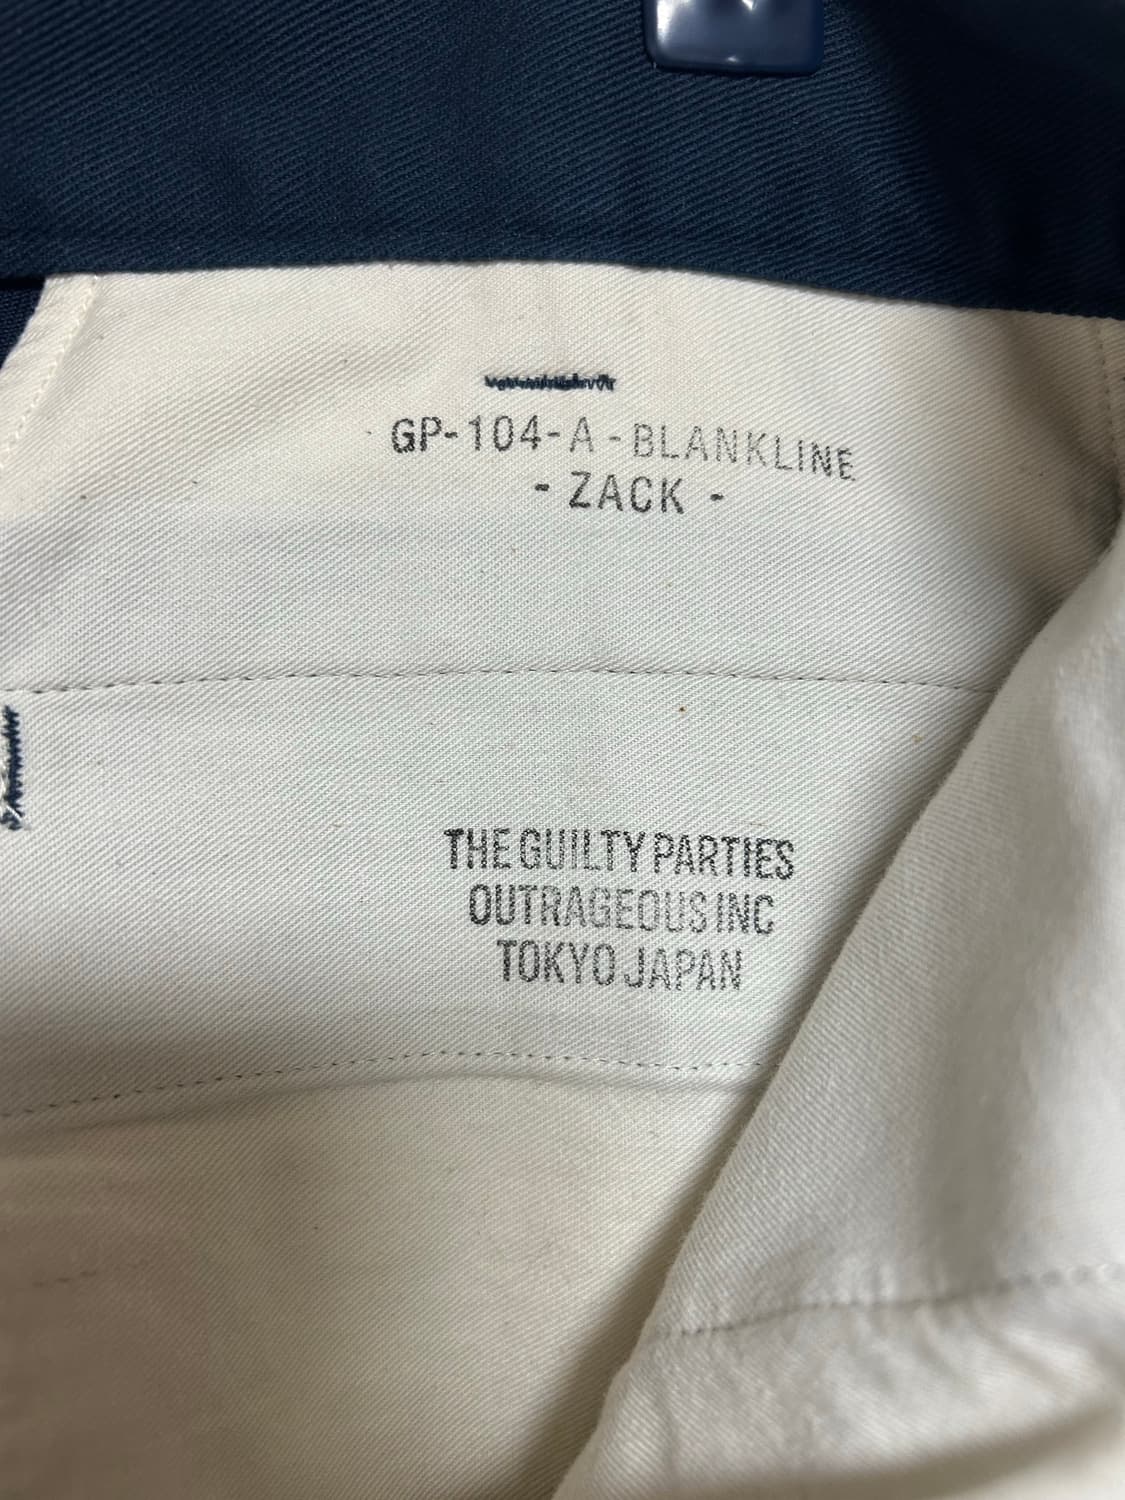 GP-104-A-BLANKLINE
- ZACK -
THE GUILTY PARTIES
OUTRAGEOUS INC
TOKYO JAPAN